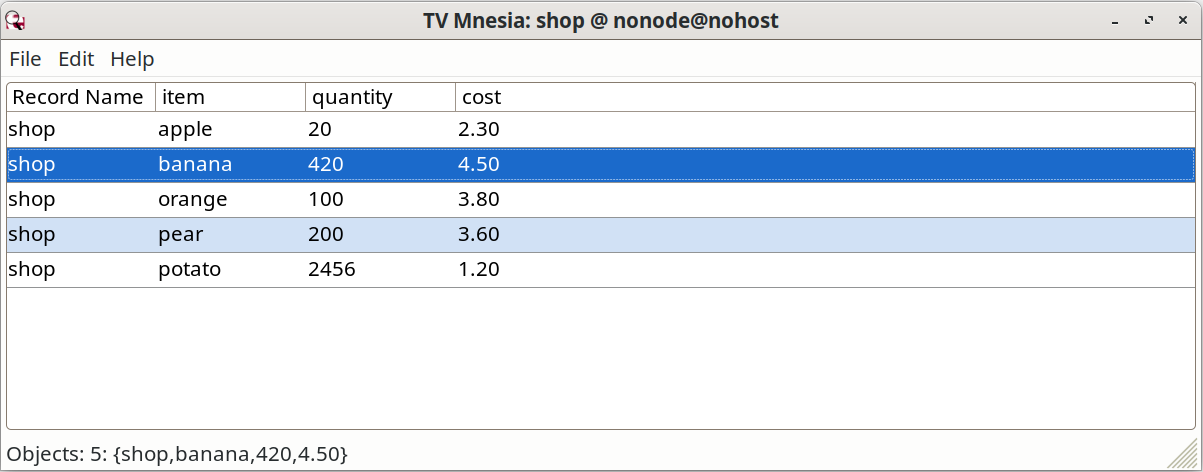 TV Mnesia: shop @ nonode@nohost
File Edit Help
Record Name item quantity cost
shop apple 20 2.30
shop banana 420 4.50
shop orange 100 3.80
shop pear 200 3.60
shop potato 2456 1.20
Objects: 5: {shop,banana,420,4.50}